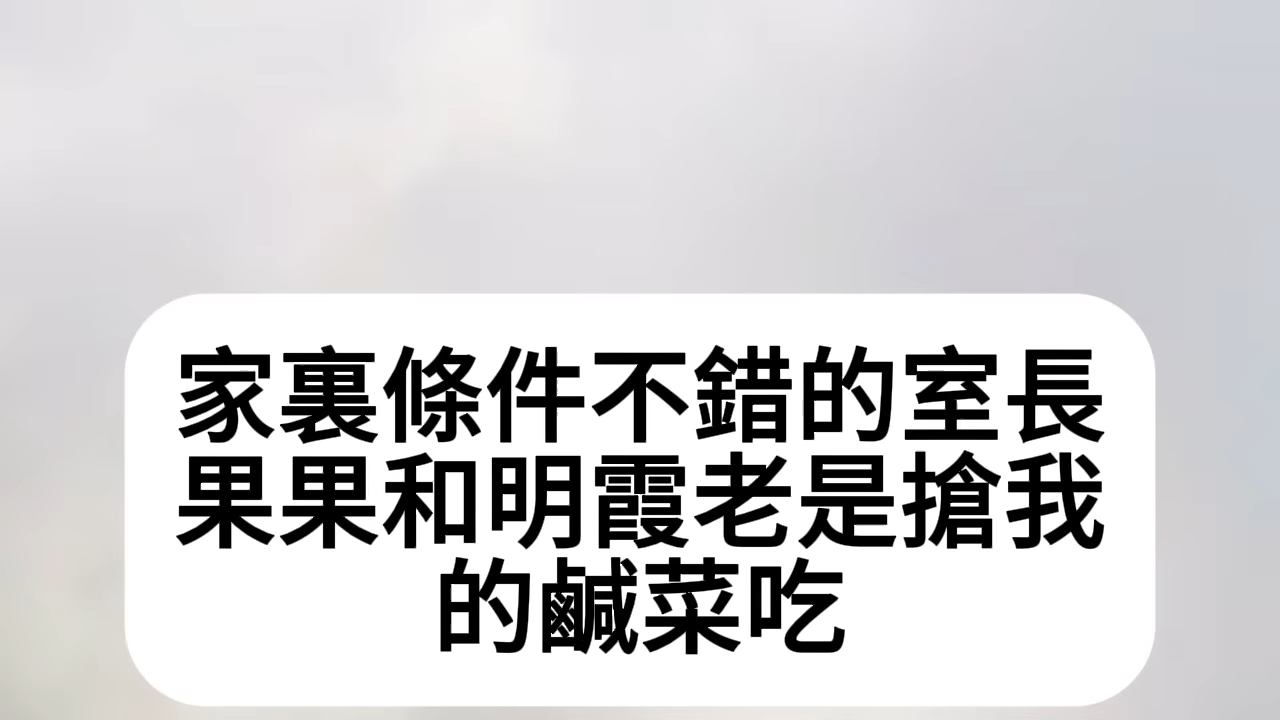 家裏條件不錯的室長
果果和明霞老是搶我
的鹹菜吃